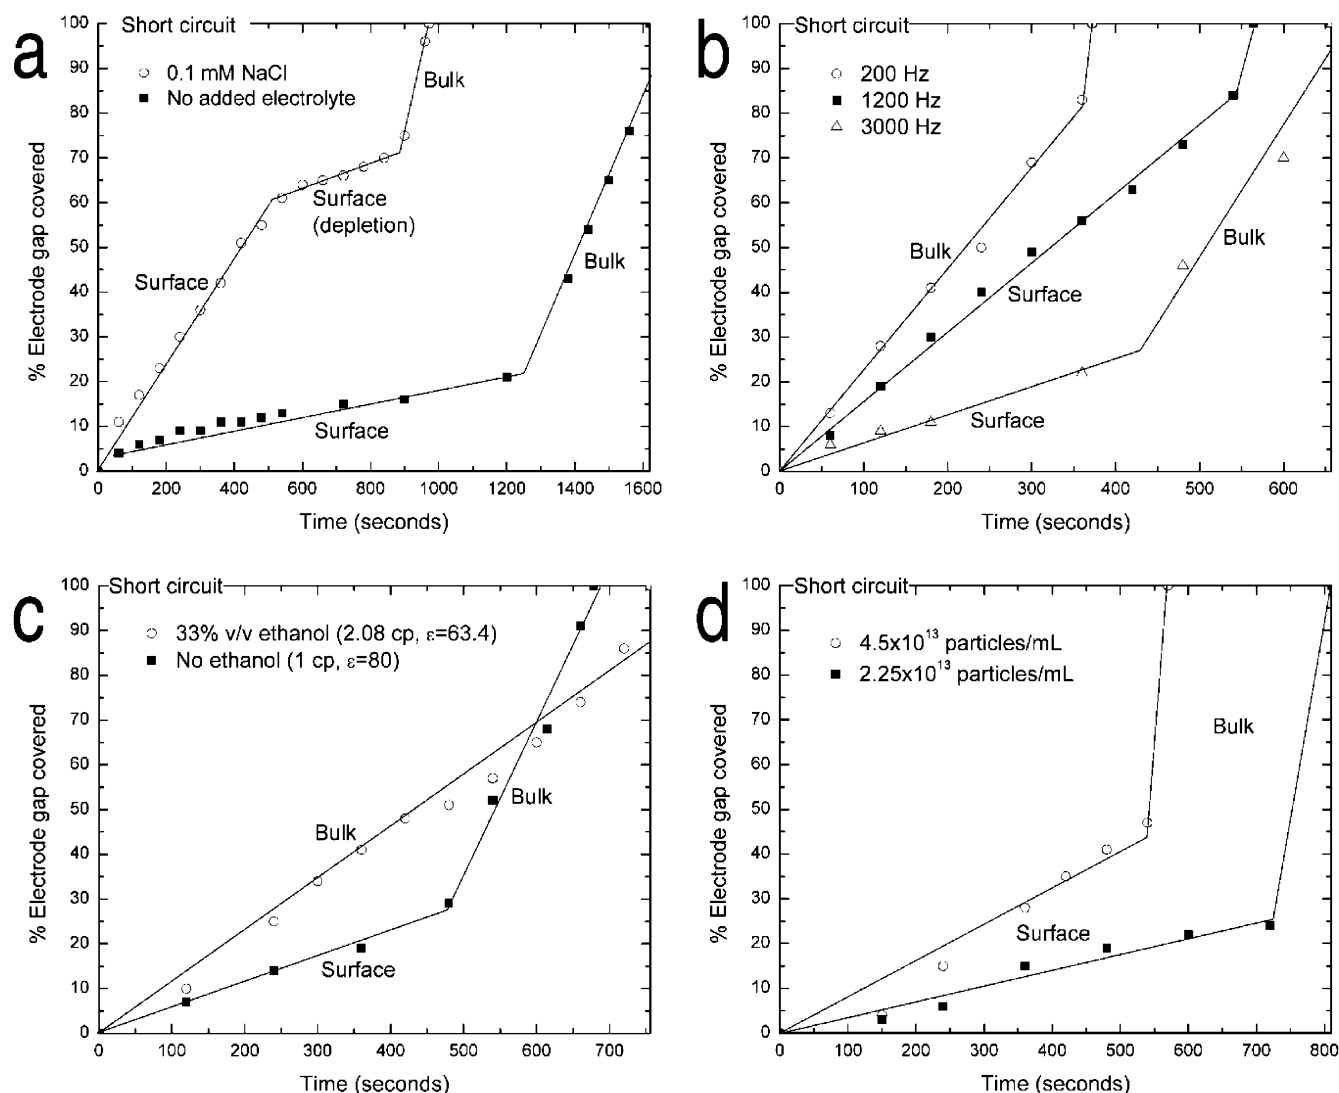 a
Short circuit
0.1 mM NaCl
No added electrolyte
Bulk
Surface
(depletion)
Surface
Bulk
Surface
% Electrode gap covered
100
90
80
70
60
50
40
30
20
10
0
0 200 400 600 800 1000 1200 1400 1600
Time (seconds)
b
Short circuit
200 Hz
1200 Hz
3000 Hz
Bulk
Bulk
Surface
Surface
% Electrode gap covered
100
90
80
70
60
50
40
30
20
10
0
0 100 200 300 400 500 600
Time (seconds)
c
Short circuit
33% v/v ethanol (2.08 cp, ε=63.4)
No ethanol (1 cp, ε=80)
Bulk
Bulk
Surface
% Electrode gap covered
100
90
80
70
60
50
40
30
20
10
0
0 100 200 300 400 500 600 700
Time (seconds)
d
Short circuit
4.5x10¹³ particles/mL
2.25x10¹³ particles/mL
Bulk
Surface
% Electrode gap covered
100
90
80
70
60
50
40
30
20
10
0
0 100 200 300 400 500 600 700 800
Time (seconds)